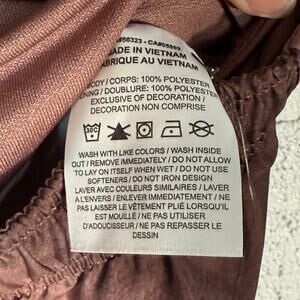 MADE IN VIETNAM
FABRIQUE AU VIETNAM
BODY / CORPS: 100% POLYESTER
LINING / DOUBLURE: 100% POLYESTER
EXCLUSIVE OF DECORATION /
DECORATION NON COMPRISE
WASH WITH LIKE COLORS / WASH INSIDE
OUT / REMOVE IMMEDIATELY / DO NOT ALLOW
TO LAY ON ITSELF WHEN WET / DO NOT USE
SOFTENERS / DO NOT IRON DESIGN
LAVER AVEC COULEURS SIMILAIRES / LAVER
A L'ENVERS / ENLEVER IMMEDIATEMENT / NE
PAS LAISSER LE VÊTEMENT PLIÉ LORSQU'IL
EST MOUILLÉ / NE PAS UTILISER
D'ADOUCISSEUR / NE PAS REPASSER LE
DESSIN